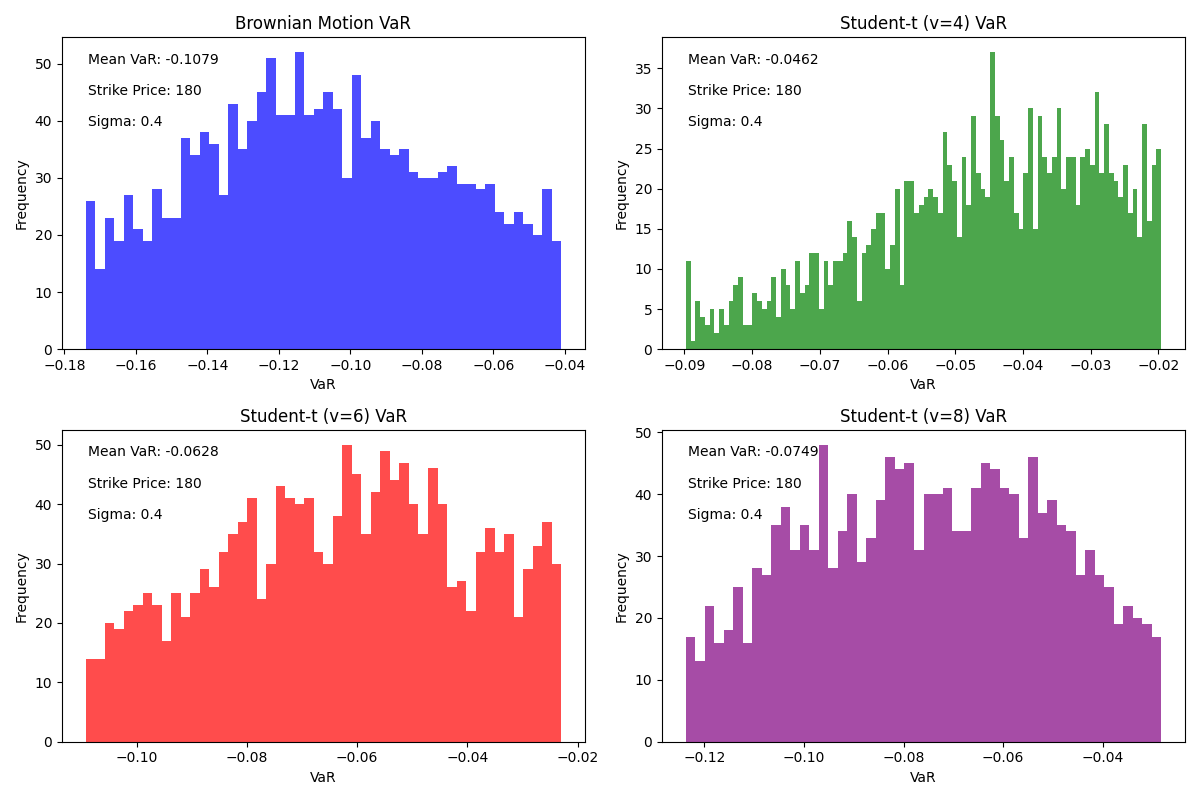 Brownian Motion VaR
Mean VaR: -0.1079
Strike Price: 180
Sigma: 0.4
Frequency
50
40
30
20
10
0
−0.18 −0.16 −0.14 −0.12 −0.10 −0.08 −0.06 −0.04
VaR
Student-t (v=4) VaR
Mean VaR: -0.0462
Strike Price: 180
Sigma: 0.4
Frequency
35
30
25
20
15
10
5
0
−0.09 −0.08 −0.07 −0.06 −0.05 −0.04 −0.03 −0.02
VaR
Student-t (v=6) VaR
Mean VaR: -0.0628
Strike Price: 180
Sigma: 0.4
Frequency
50
40
30
20
10
0
−0.10 −0.08 −0.06 −0.04 −0.02
VaR
Student-t (v=8) VaR
Mean VaR: -0.0749
Strike Price: 180
Sigma: 0.4
Frequency
50
40
30
20
10
0
−0.12 −0.10 −0.08 −0.06 −0.04
VaR